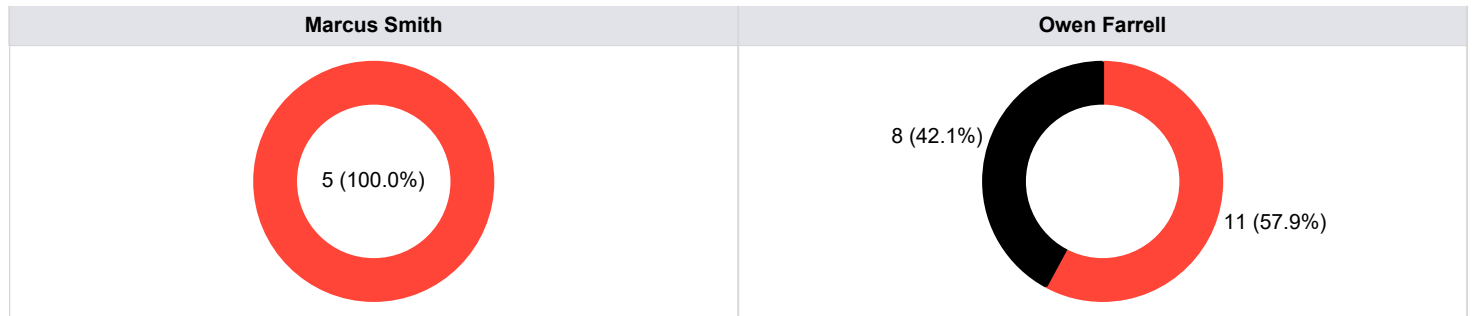 Marcus Smith
Owen Farrell
5 (100.0%)
8 (42.1%)
11 (57.9%)